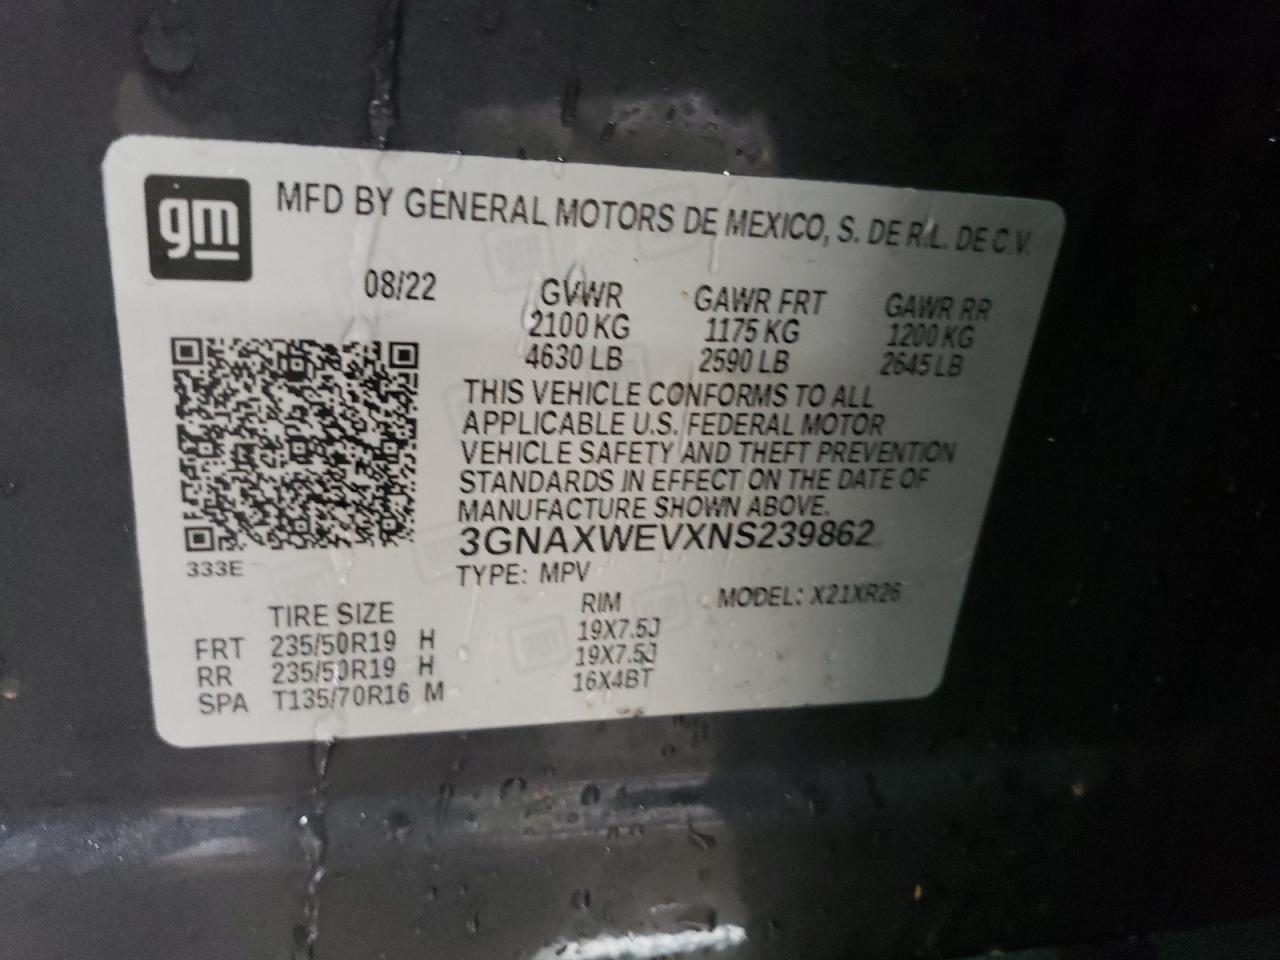 gm
MFD BY GENERAL MOTORS DE MEXICO, S. DE R.L. DE C.V.
08/22
GVWR GAWR FRT GAWR RR
2100 KG 1175 KG 1200 KG
4630 LB 2590 LB 2645 LB
THIS VEHICLE CONFORMS TO ALL
APPLICABLE U.S. FEDERAL MOTOR
VEHICLE SAFETY AND THEFT PREVENTION
STANDARDS IN EFFECT ON THE DATE OF
MANUFACTURE SHOWN ABOVE.
3GNAXWEVXNS239862
333E
TYPE: MPV
MODEL: X21XR26
TIRE SIZE RIM
FRT 235/50R19 H 19X7.5J
RR 235/50R19 H 19X7.5J
SPA T135/70R16 M 16X4BT